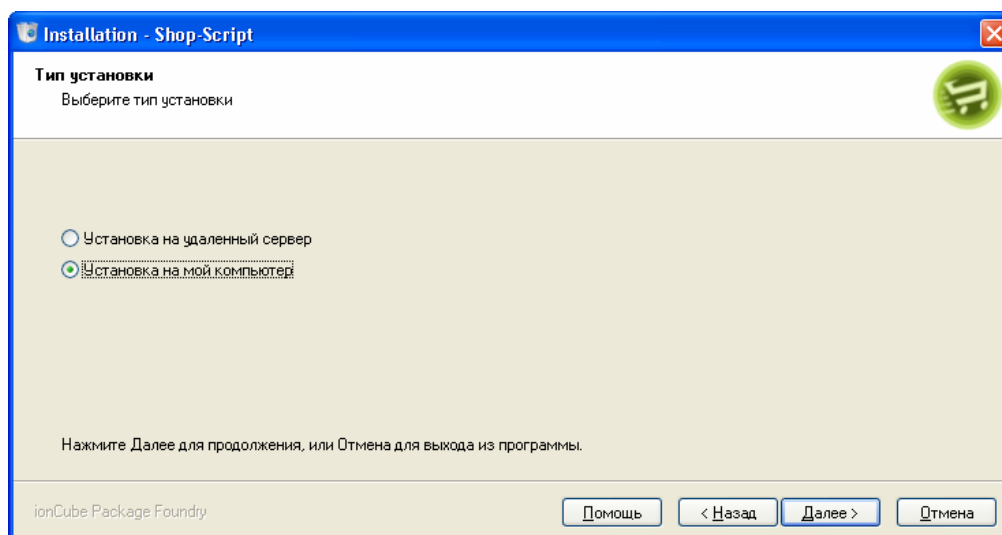 Installation - Shop-Script
Тип установки
Выберите тип установки
Установка на удаленный сервер
Установка на мой компьютер
Нажмите Далее для продолжения, или Отмена для выхода из программы.
ionCube Package Foundry
Помощь
< Назад
Далее >
Отмена